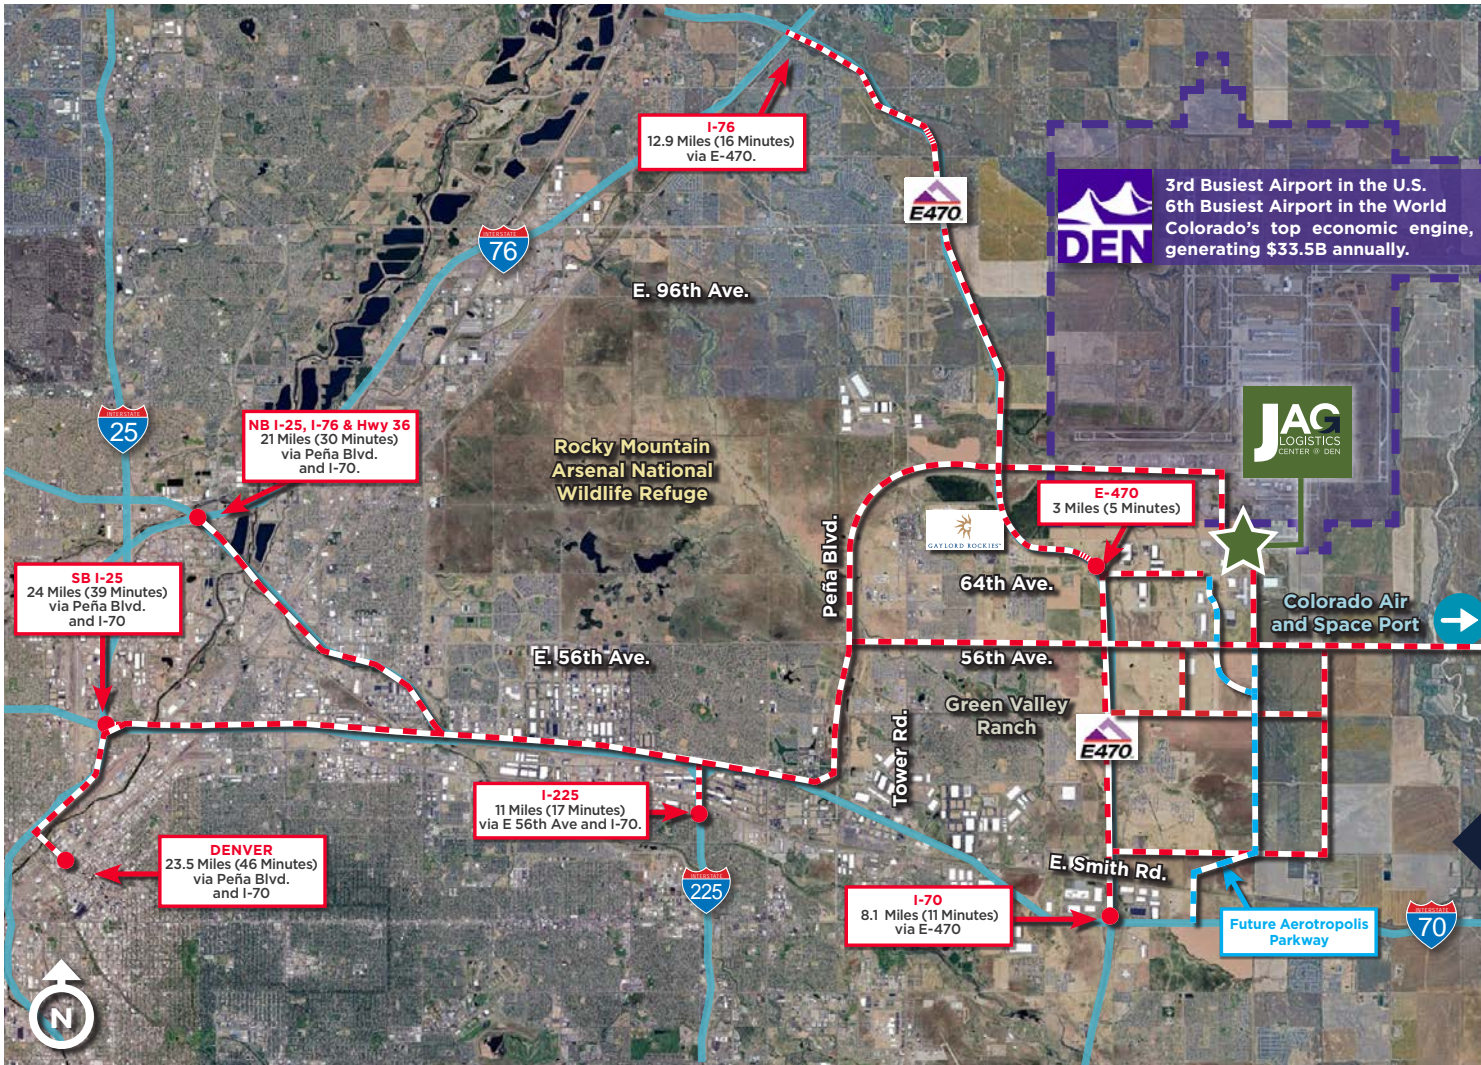 I-76
12.9 Miles (16 Minutes)
via E-470.
E470
3rd Busiest Airport in the U.S.
6th Busiest Airport in the World
Colorado's top economic engine,
generating $33.5B annually.
DEN
INTERSTATE
76
E. 96th Ave.
INTERSTATE
25
NB I-25, I-76 & Hwy 36
21 Miles (30 Minutes)
via Peña Blvd.
and I-70.
JAG
LOGISTICS
CENTER @ DEN
Rocky Mountain
Arsenal National
Wildlife Refuge
E-470
3 Miles (5 Minutes)
GAYLORD ROCKIES
Peña Blvd.
64th Ave.
SB I-25
24 Miles (39 Minutes)
via Peña Blvd.
and I-70
Colorado Air
and Space Port
E. 56th Ave.
56th Ave.
Green Valley
Ranch
Tower Rd.
E470
I-225
11 Miles (17 Minutes)
via E 56th Ave and I-70.
DENVER
23.5 Miles (46 Minutes)
via Peña Blvd.
and I-70
INTERSTATE
225
E. Smith Rd.
I-70
8.1 Miles (11 Minutes)
via E-470
Future Aerotropolis
Parkway
INTERSTATE
70
N